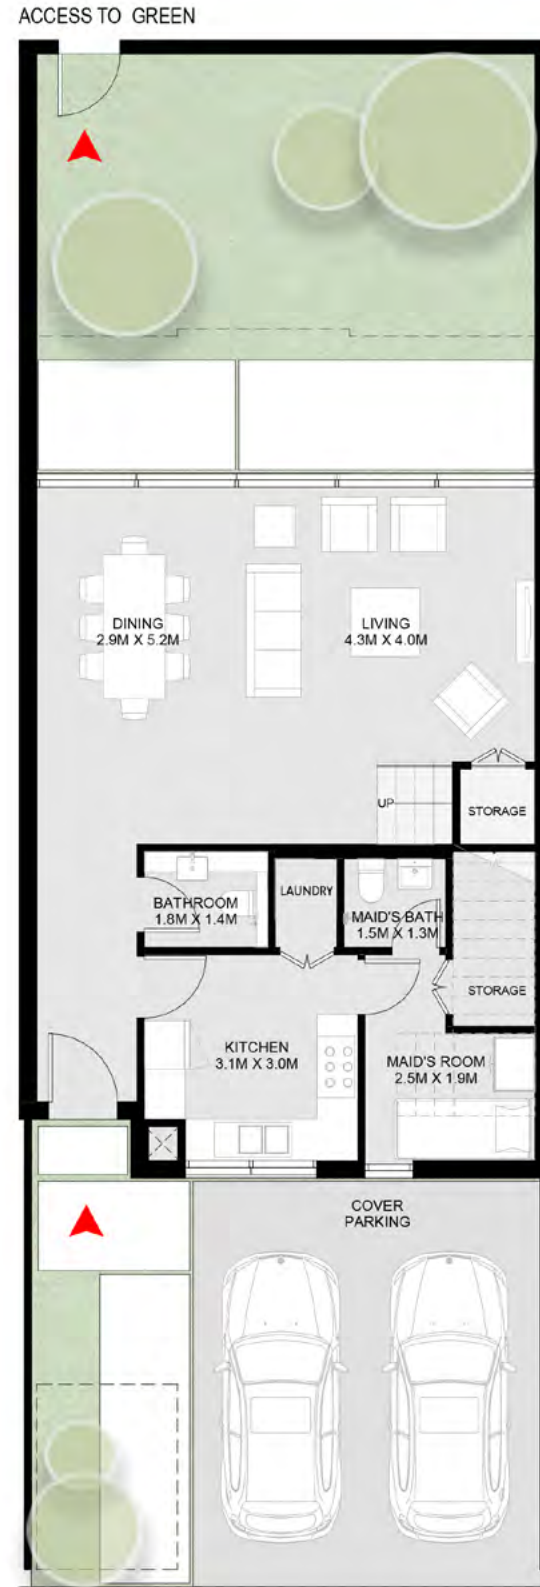 ACCESS TO GREEN
DINING
2.9M X 5.2M
LIVING
4.3M X 4.0M
UP
STORAGE
BATHROOM
1.8M X 1.4M
LAUNDRY
MAID'S BATH
1.5M X 1.3M
STORAGE
KITCHEN
3.1M X 3.0M
MAID'S ROOM
2.5M X 1.9M
COVER
PARKING